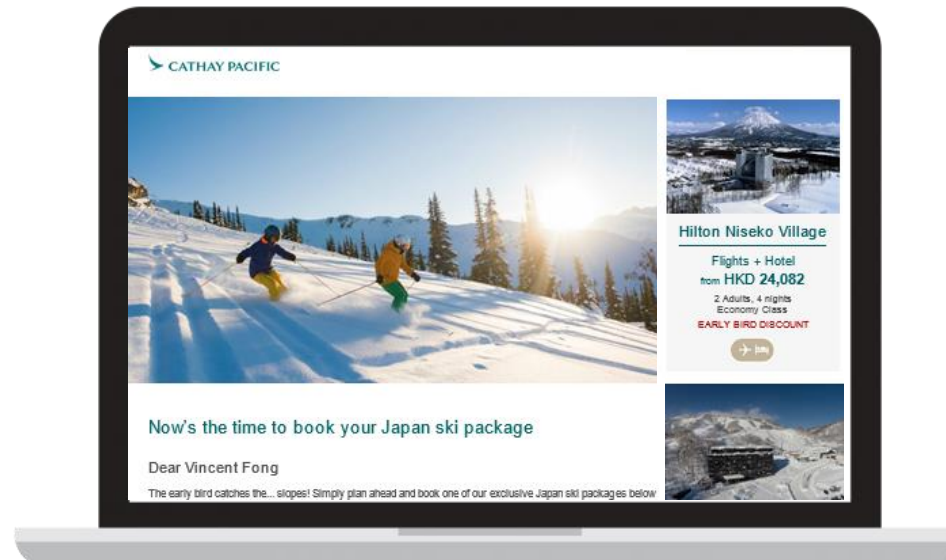 CATHAY PACIFIC
Hilton Niseko Village
Flights + Hotel
from HKD 24,082
2 Adults, 4 nights
Economy Class
EARLY BIRD DISCOUNT
Now's the time to book your Japan ski package
Dear Vincent Fong
The early bird catches the... slopes! Simply plan ahead and book one of our exclusive Japan ski packages below